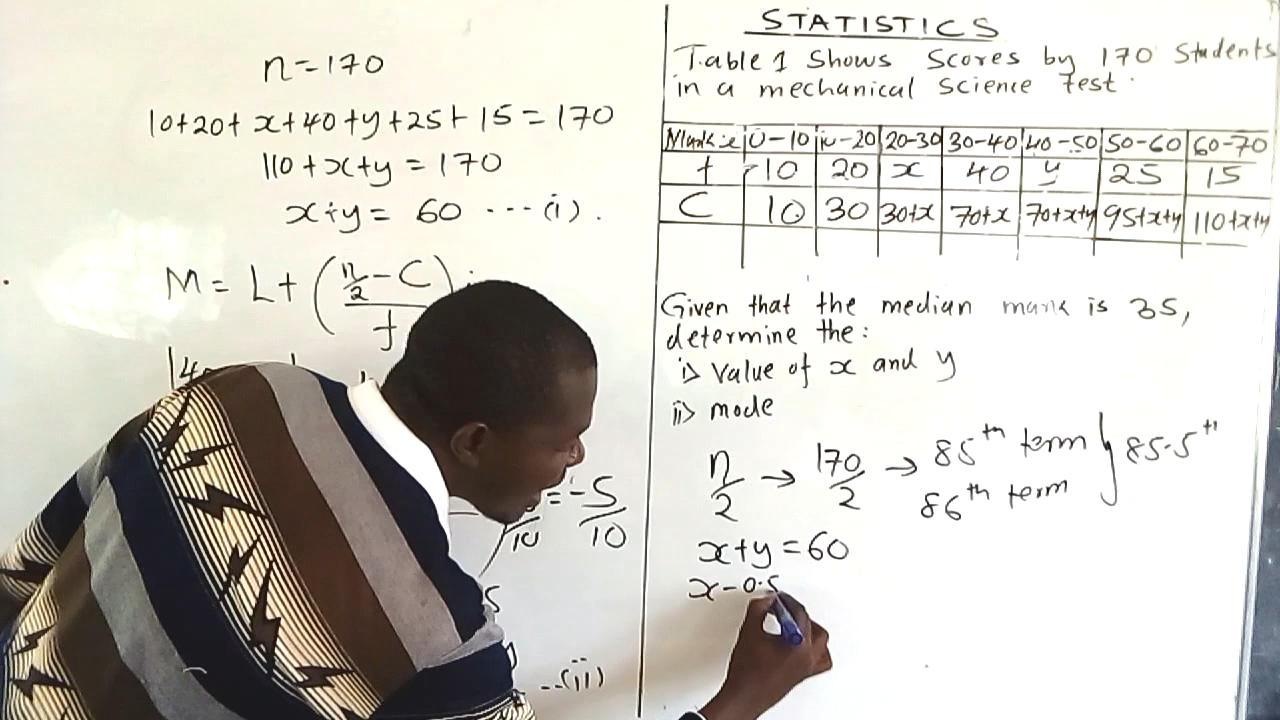 n = 170
10+20+x+40+y+25+15 = 170
110+x+y = 170
x+y = 60 ---(i).
M = L+ (n/2 - C)
f
= -5
10 10
--(ii)
STATISTICS
Table 1 Shows Scores by 170 Students
in a mechanical Science Test.
Marks 0-10 10-20 20-30 30-40 40-50 50-60 60-70
f 10 20 x 40 y 25 15
C 10 30 30+x 70+x 70+x+y 95+x+y 110+x+y
Given that the median mark is 35,
determine the:
i> value of x and y
ii> mode
n/2 → 170/2 → 85th term } 85.5th
86th term
x+y = 60
x-0.5